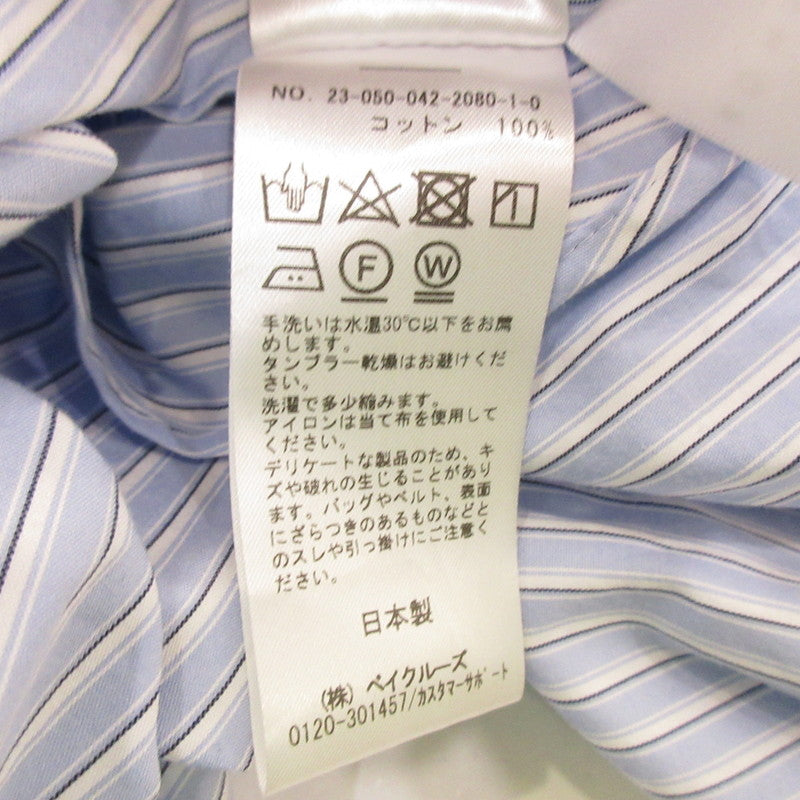 NO. 23-050-042-2080-1-0
コットン 100%
F
W
手洗いは水温30℃以下をお薦
めします。
タンブラー乾燥はお避けくだ
さい。
洗濯で多少縮みます。
アイロンは当て布を使用して
ください。
デリケートな製品のため、キ
ズや破れの生じることがあり
ます。バッグやベルト、表面
にざらつきのあるものなどと
のスレや引っ掛けにご注意く
ださい。
日本製
(株) ベイクルーズ
0120-301457/カスタマーサポート